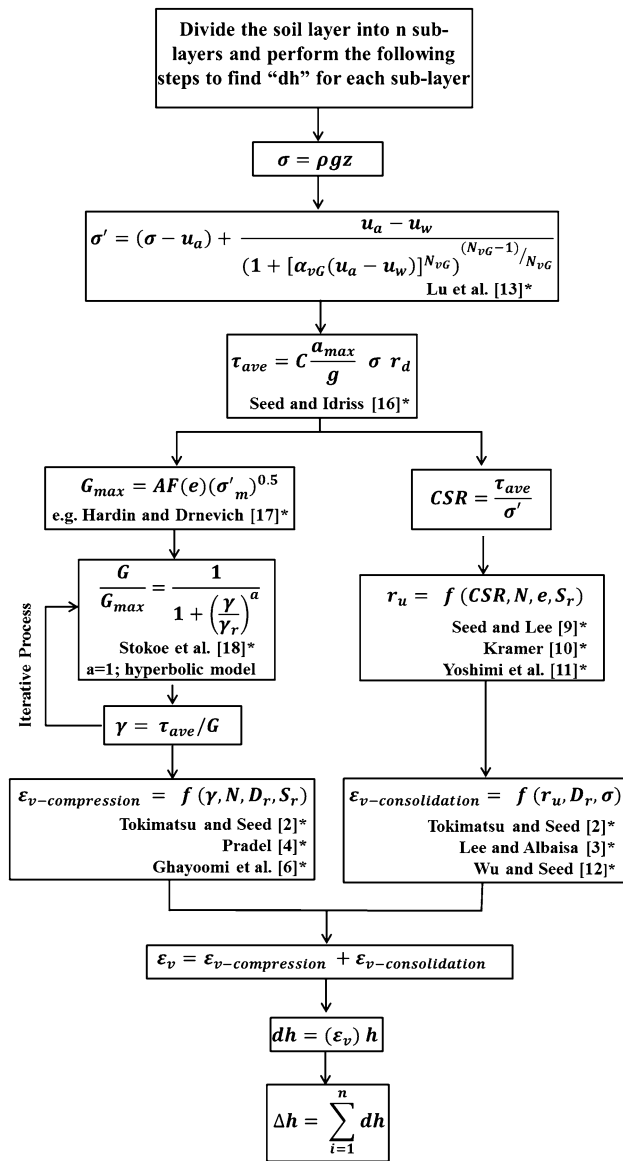 Divide the soil layer into n sub-
layers and perform the following
steps to find “dh” for each sub-layer
σ = ρgz
σ′ = (σ − u_a) + (u_a − u_w) / (1 + [α_vG(u_a − u_w)]^N_vG)^((N_vG−1)/N_vG)
Lu et al. [13]*
τ_ave = C (a_max / g) σ r_d
Seed and Idriss [16]*
G_max = AF(e)(σ′_m)^0.5
e.g. Hardin and Drnevich [17]*
CSR = τ_ave / σ′
Iterative Process
G / G_max = 1 / (1 + (γ / γ_r)^a)
Stokoe et al. [18]*
a=1; hyperbolic model
r_u = f (CSR, N, e, S_r)
Seed and Lee [9]*
Kramer [10]*
Yoshimi et al. [11]*
γ = τ_ave/G
ε_v−compression = f (γ, N, D_r, S_r)
Tokimatsu and Seed [2]*
Pradel [4]*
Ghayoomi et al. [6]*
ε_v−consolidation = f (r_u, D_r, σ)
Tokimatsu and Seed [2]*
Lee and Albaisa [3]*
Wu and Seed [12]*
ε_v = ε_v−compression + ε_v−consolidation
dh = (ε_v) h
Δh = ∑_{i=1}^{n} dh